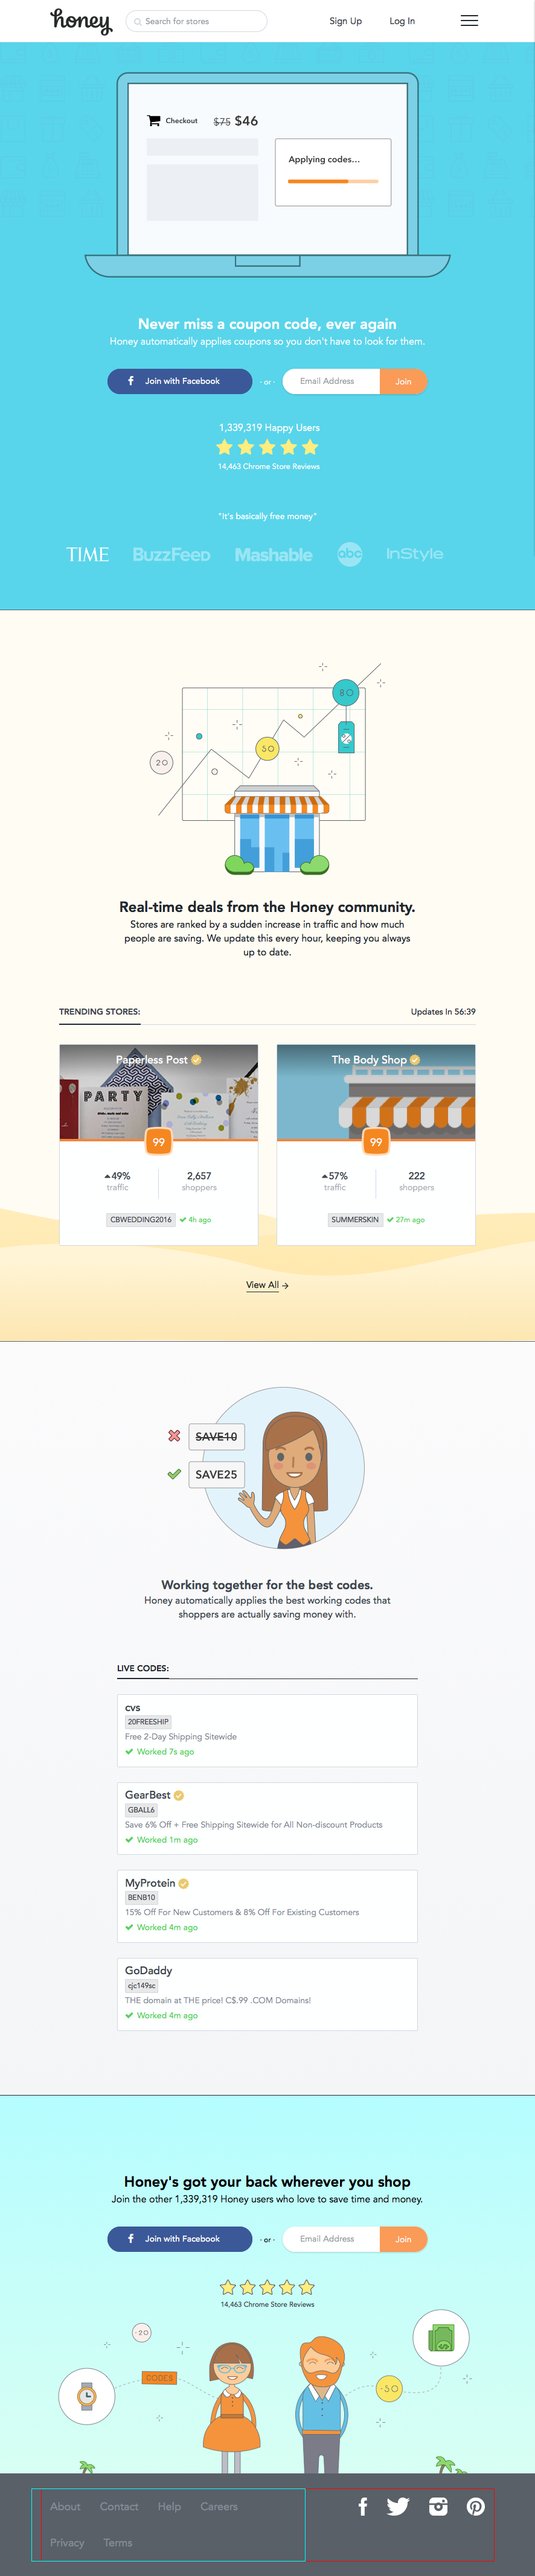 honey
Search for stores
Sign Up
Log In
Checkout $75 $46
Applying codes...
Never miss a coupon code, ever again
Honey automatically applies coupons so you don't have to look for them.
f Join with Facebook
- or -
Email Address
Join
1,339,319 Happy Users
14,463 Chrome Store Reviews
"It's basically free money"
TIME BuzzFeed Mashable abc InStyle
80
50
20
%
Real-time deals from the Honey community.
Stores are ranked by a sudden increase in traffic and how much
people are saving. We update this every hour, keeping you always
up to date.
TRENDING STORES:
Updates In 56:39
Paperless Post
PARTY
99
49%
traffic
2,657
shoppers
CBWEDDING2016 4h ago
The Body Shop
99
57%
traffic
222
shoppers
SUMMERSKIN 27m ago
View All
SAVE10
SAVE25
Working together for the best codes.
Honey automatically applies the best working codes that
shoppers are actually saving money with.
LIVE CODES:
CVS
20FREESHIP
Free 2-Day Shipping Sitewide
Worked 7s ago
GearBest
GBALL6
Save 6% Off + Free Shipping Sitewide for All Non-discount Products
Worked 1m ago
MyProtein
BENB10
15% Off For New Customers & 8% Off For Existing Customers
Worked 4m ago
GoDaddy
cjc149sc
THE domain at THE price! C$.99 .COM Domains!
Worked 4m ago
Honey's got your back wherever you shop
Join the other 1,339,319 Honey users who love to save time and money.
f Join with Facebook
- or -
Email Address
Join
14,463 Chrome Store Reviews
-20
CODES
-50
About Contact Help Careers
Privacy Terms